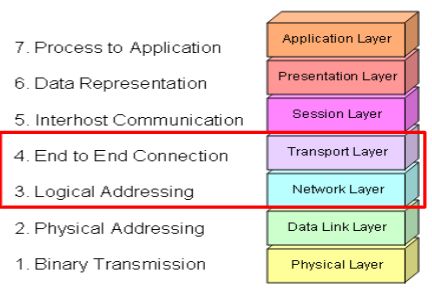 7. Process to Application
Application Layer
6. Data Representation
Presentation Layer
5. Interhost Communication
Session Layer
4. End to End Connection
Transport Layer
3. Logical Addressing
Network Layer
2. Physical Addressing
Data Link Layer
1. Binary Transmission
Physical Layer